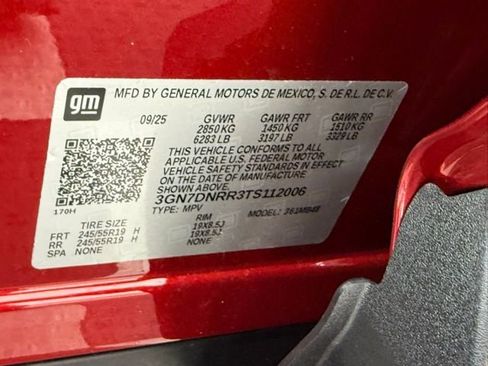 gm
MFD BY GENERAL MOTORS DE MEXICO, S. DE R.L. DE C.V.
09/25 GVWR GAWR FRT GAWR RR
2850 KG 1450 KG 1510 KG
6283 LB 3197 LB 3329 LB
THIS VEHICLE CONFORMS TO ALL
APPLICABLE U.S. FEDERAL MOTOR
VEHICLE SAFETY STANDARDS IN EFFECT
ON THE DATE OF MANUFACTURE
SHOWN ABOVE.
3GN7DNRR3TS112006
170H
TYPE: MPV MODEL:
TIRE SIZE RIM
FRT 245/55R19 H 19X8.5J
RR 245/55R19 H 19X8.5J
SPA NONE NONE